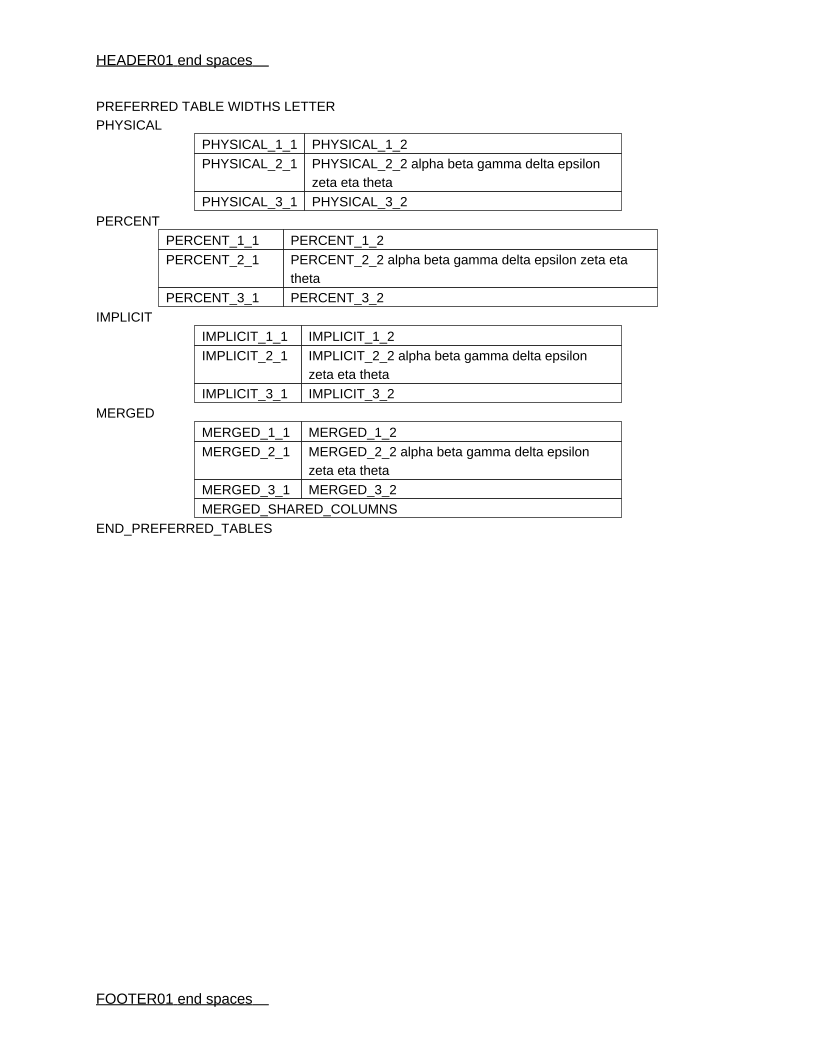 HEADER01 end spaces
PREFERRED TABLE WIDTHS LETTER
PHYSICAL
PHYSICAL_1_1 PHYSICAL_1_2
PHYSICAL_2_1 PHYSICAL_2_2 alpha beta gamma delta epsilon
zeta eta theta
PHYSICAL_3_1 PHYSICAL_3_2
PERCENT
PERCENT_1_1 PERCENT_1_2
PERCENT_2_1 PERCENT_2_2 alpha beta gamma delta epsilon zeta eta
theta
PERCENT_3_1 PERCENT_3_2
IMPLICIT
IMPLICIT_1_1 IMPLICIT_1_2
IMPLICIT_2_1 IMPLICIT_2_2 alpha beta gamma delta epsilon
zeta eta theta
IMPLICIT_3_1 IMPLICIT_3_2
MERGED
MERGED_1_1 MERGED_1_2
MERGED_2_1 MERGED_2_2 alpha beta gamma delta epsilon
zeta eta theta
MERGED_3_1 MERGED_3_2
MERGED_SHARED_COLUMNS
END_PREFERRED_TABLES
FOOTER01 end spaces